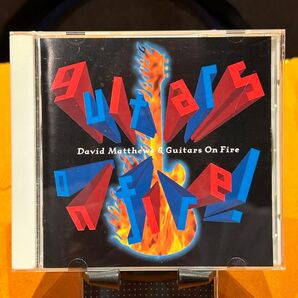 guitars
David Matthews & Guitars On Fire
on fire!